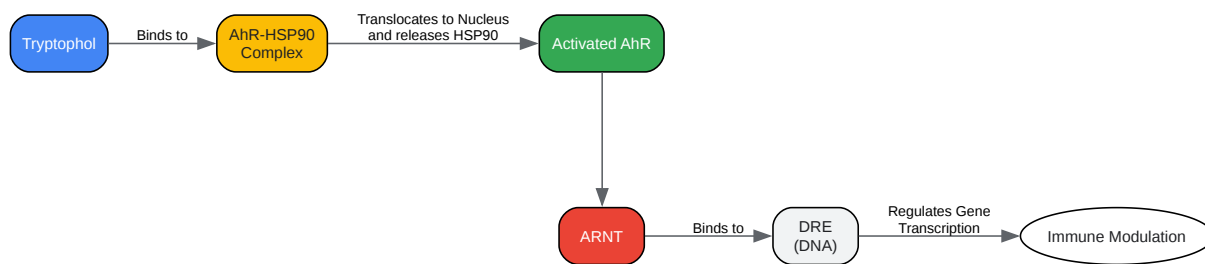 Tryptophol
Binds to
AhR-HSP90
Complex
Translocates to Nucleus
and releases HSP90
Activated AhR
ARNT
Binds to
DRE
(DNA)
Regulates Gene
Transcription
Immune Modulation